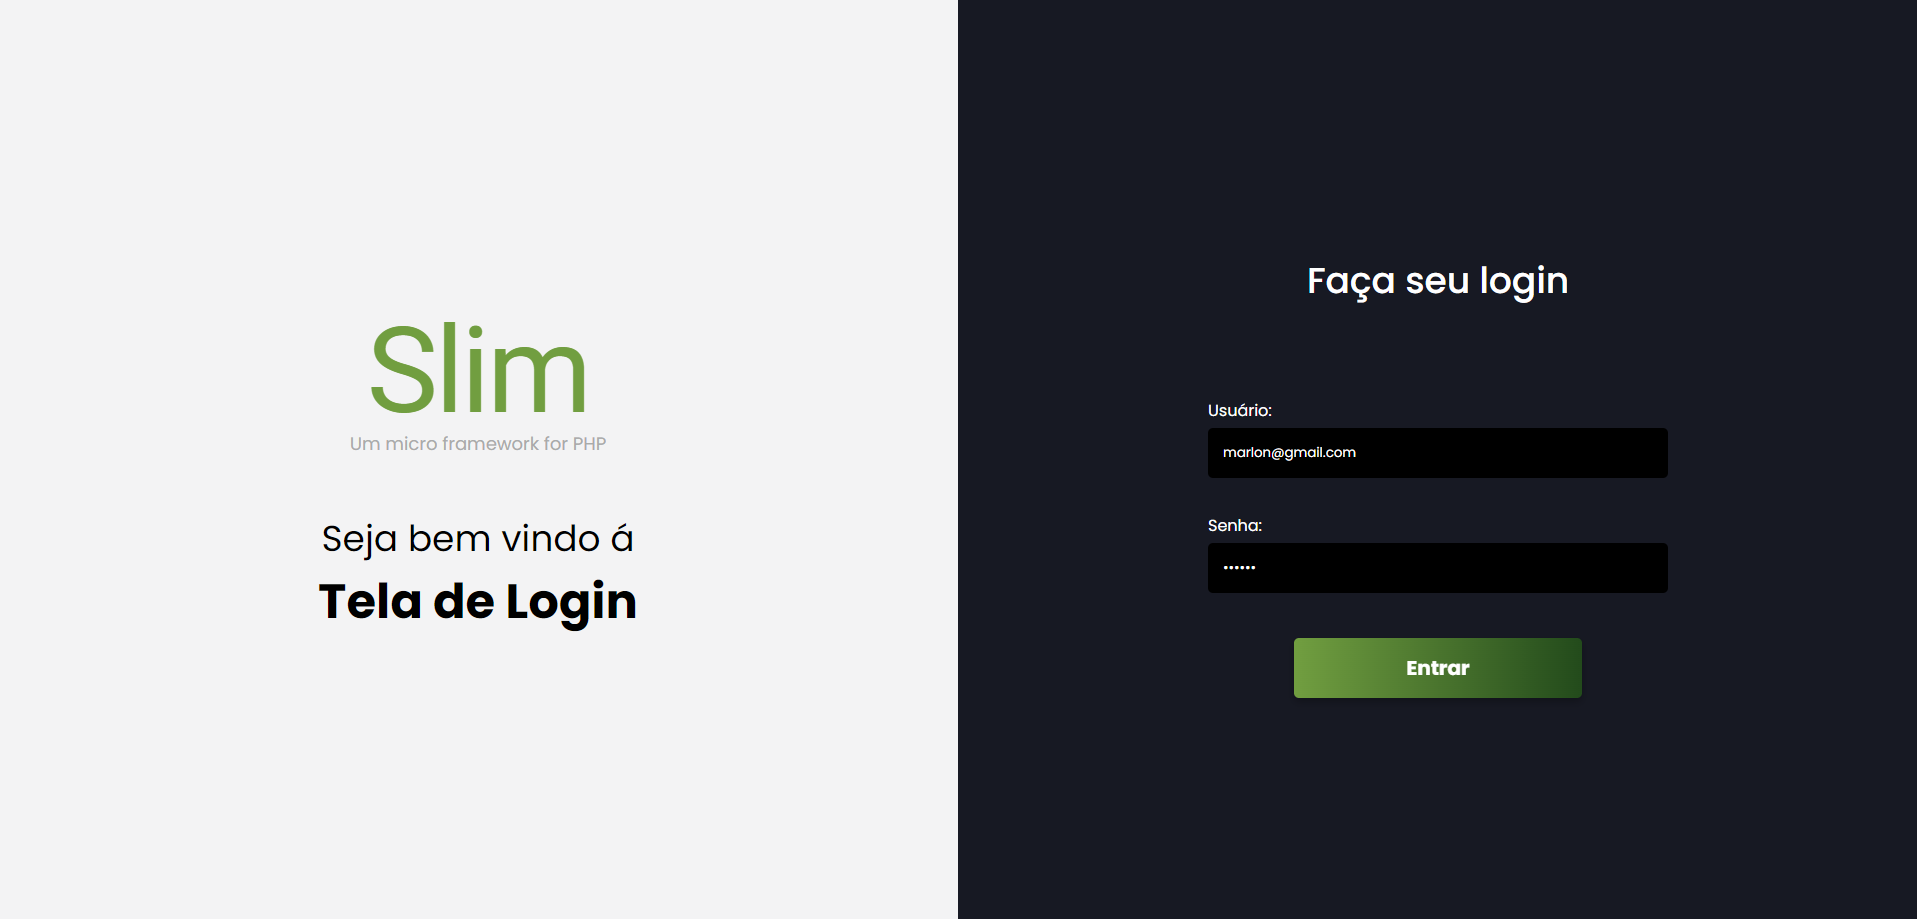 Slim
Um micro framework for PHP
Seja bem vindo á
Tela de Login
Faça seu login
Usuário:
marlon@gmail.com
Senha:
••••••
Entrar